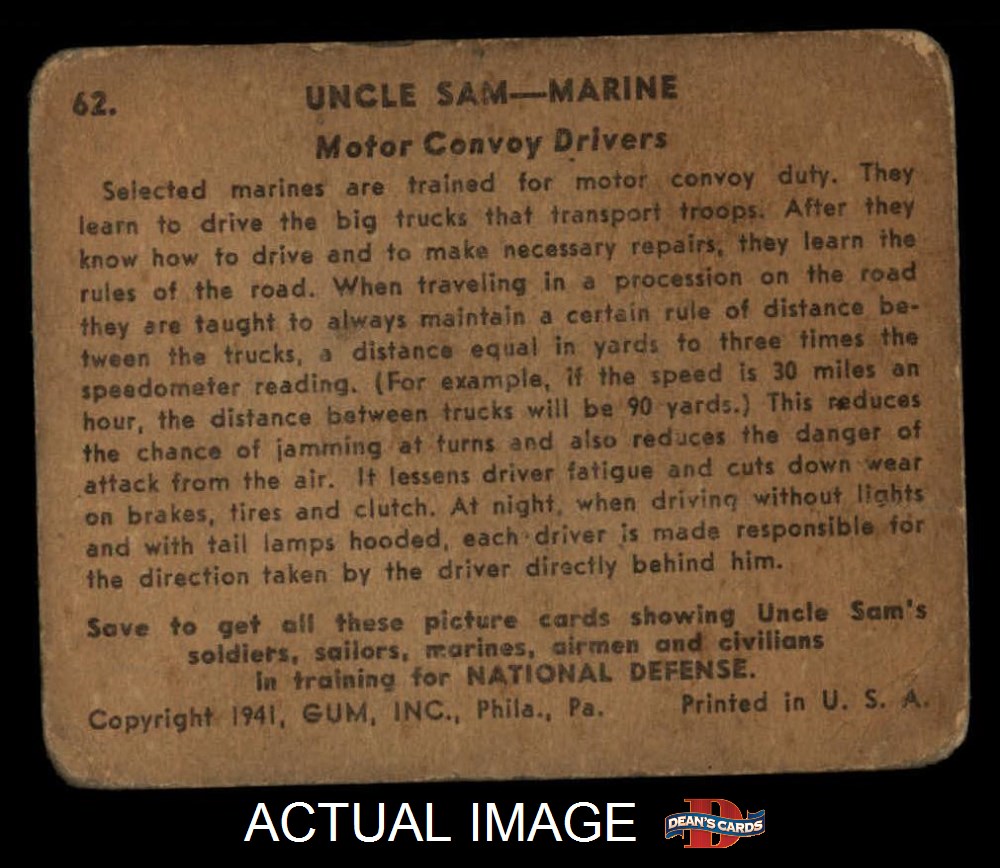 62.
UNCLE SAM—MARINE
Motor Convoy Drivers
Selected marines are trained for motor convoy duty. They
learn to drive the big trucks that transport troops. After they
know how to drive and to make necessary repairs, they learn the
rules of the road. When traveling in a procession on the road
they are taught to always maintain a certain rule of distance be-
tween the trucks, a distance equal in yards to three times the
speedometer reading. (For example, if the speed is 30 miles an
hour, the distance between trucks will be 90 yards.) This reduces
the chance of jamming at turns and also reduces the danger of
attack from the air. It lessens driver fatigue and cuts down wear
on brakes, tires and clutch. At night, when driving without lights
and with tail lamps hooded, each driver is made responsible for
the direction taken by the driver directly behind him.
Save to get all these picture cards showing Uncle Sam's
soldiers, sailors, marines, airmen and civilians
in training for NATIONAL DEFENSE.
Copyright 1941, GUM, INC., Phila., Pa. Printed in U. S. A.
ACTUAL IMAGE
D DEAN'S CARDS